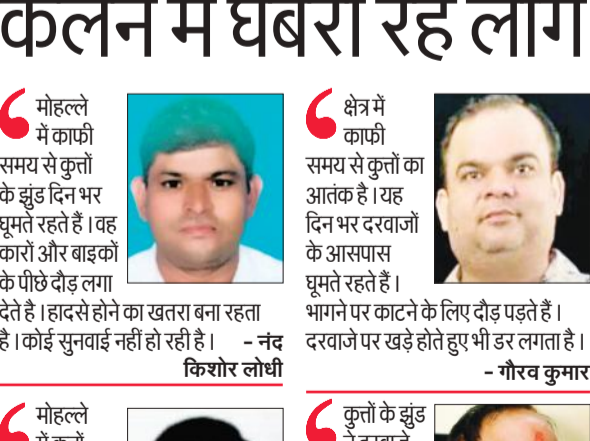 कलने में घबरा रहे लोग
मोहल्ले
में काफी
समय से कुत्तों
के झुंड दिन भर
घूमते रहते हैं । वह
कारों और बाइकों
के पीछे दौड़ लगा
देते है । हादसे होने का खतरा बना रहता
है । कोई सुनवाई नहीं हो रही है । – नंद
किशोर लोधी
क्षेत्र में
काफी
समय से कुत्तों का
आतंक है । यह
दिन भर दरवाजों
के आसपास
घूमते रहते हैं ।
भागने पर काटने के लिए दौड़ पड़ते हैं ।
दरवाजे पर खड़े होते हुए भी डर लगता है ।
– गौरव कुमार
मोहल्ले
कुत्तों के झुंड